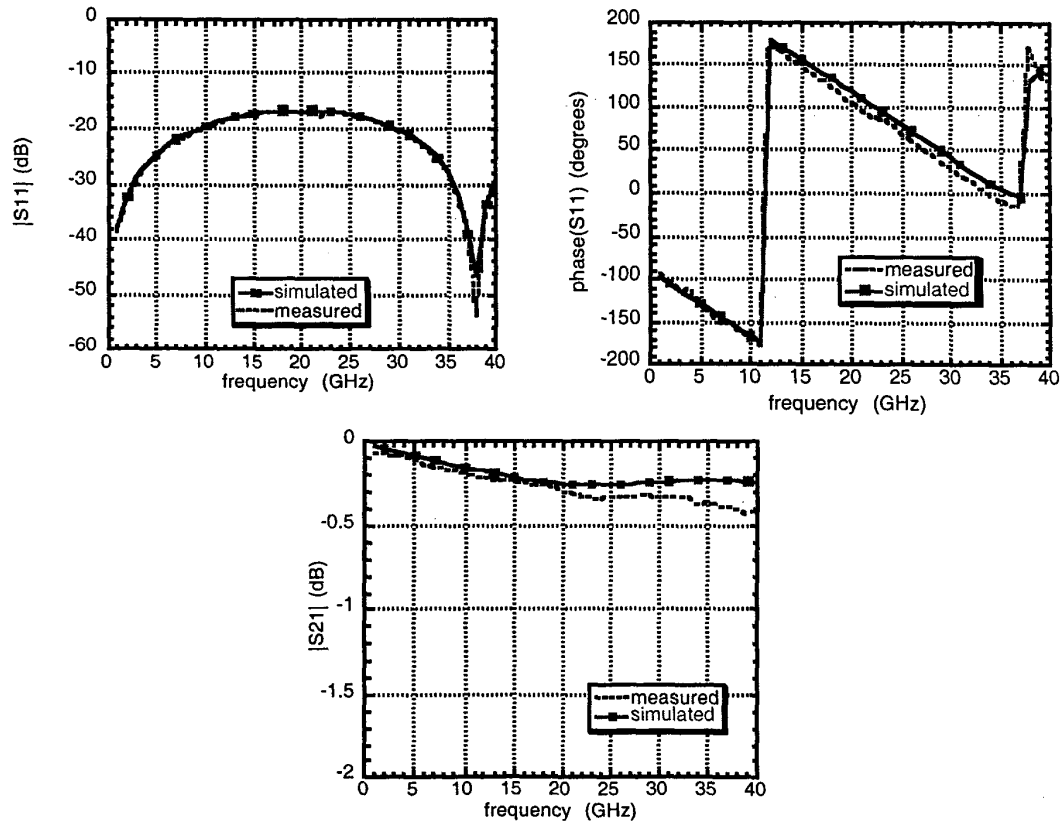 |S11| (dB)
0
-10
-20
-30
-40
-50
-60
simulated
measured
0 5 10 15 20 25 30 35 40
frequency (GHz)
phase(S11) (degrees)
200
150
100
50
0
-50
-100
-150
-200
measured
simulated
0 5 10 15 20 25 30 35 40
frequency (GHz)
|S21| (dB)
0
-0.5
-1
-1.5
-2
measured
simulated
0 5 10 15 20 25 30 35 40
frequency (GHz)